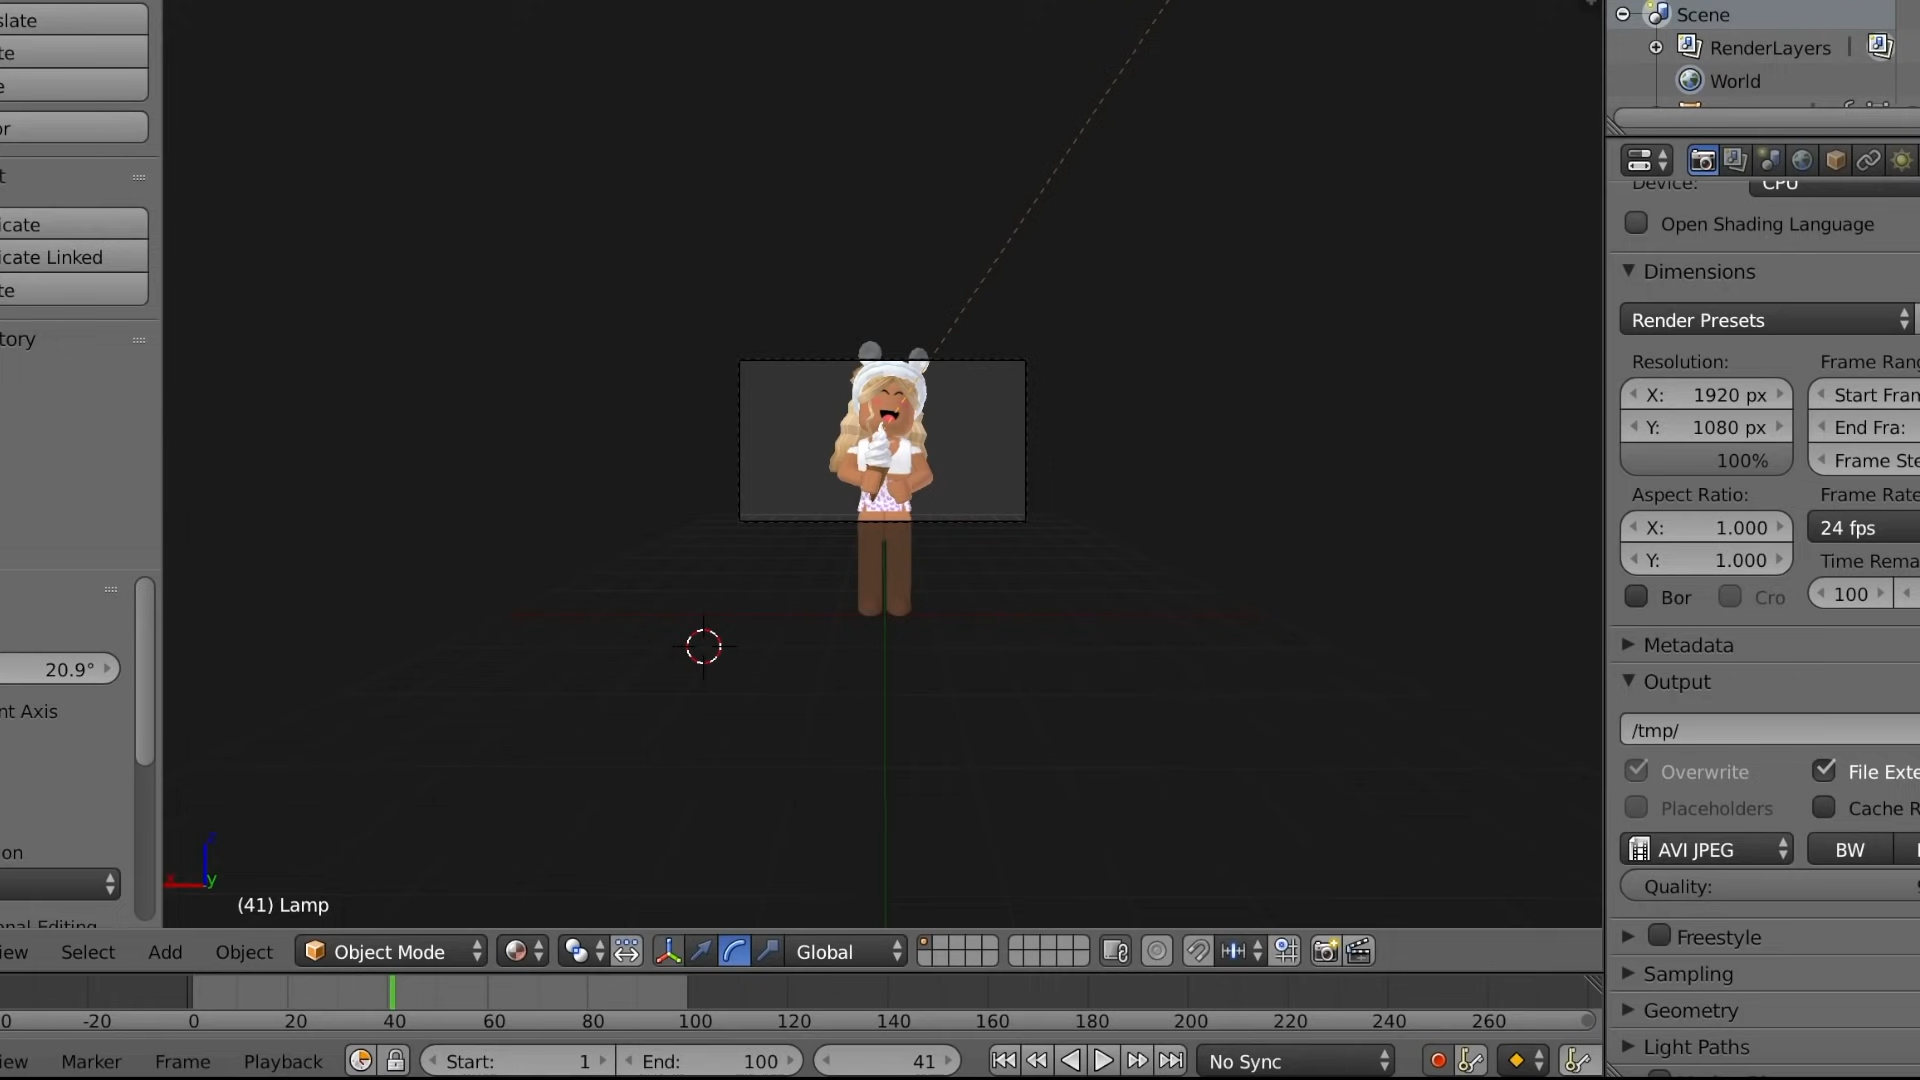 slate
te
e
or
t
icate
icate Linked
te
tory
20.9°
nt Axis
on
onal Editing
x
z
y
(41) Lamp
iew
Select
Add
Object
Object Mode
Global
0
-20
0
20
40
60
80
100
120
140
160
180
200
220
240
260
iew
Marker
Frame
Playback
Start: 1
End: 100
41
No Sync
Scene
RenderLayers
World
Device: CPU
Open Shading Language
Dimensions
Render Presets
Resolution:
Frame Rang
X: 1920 px
Start Fram
Y: 1080 px
End Fra:
100%
Frame Ste
Aspect Ratio:
Frame Rate
X: 1.000
24 fps
Y: 1.000
Time Rema
Bor
Cro
100
Metadata
Output
/tmp/
Overwrite
File Exte
Placeholders
Cache R
AVI JPEG
BW
Quality:
Freestyle
Sampling
Geometry
Light Paths